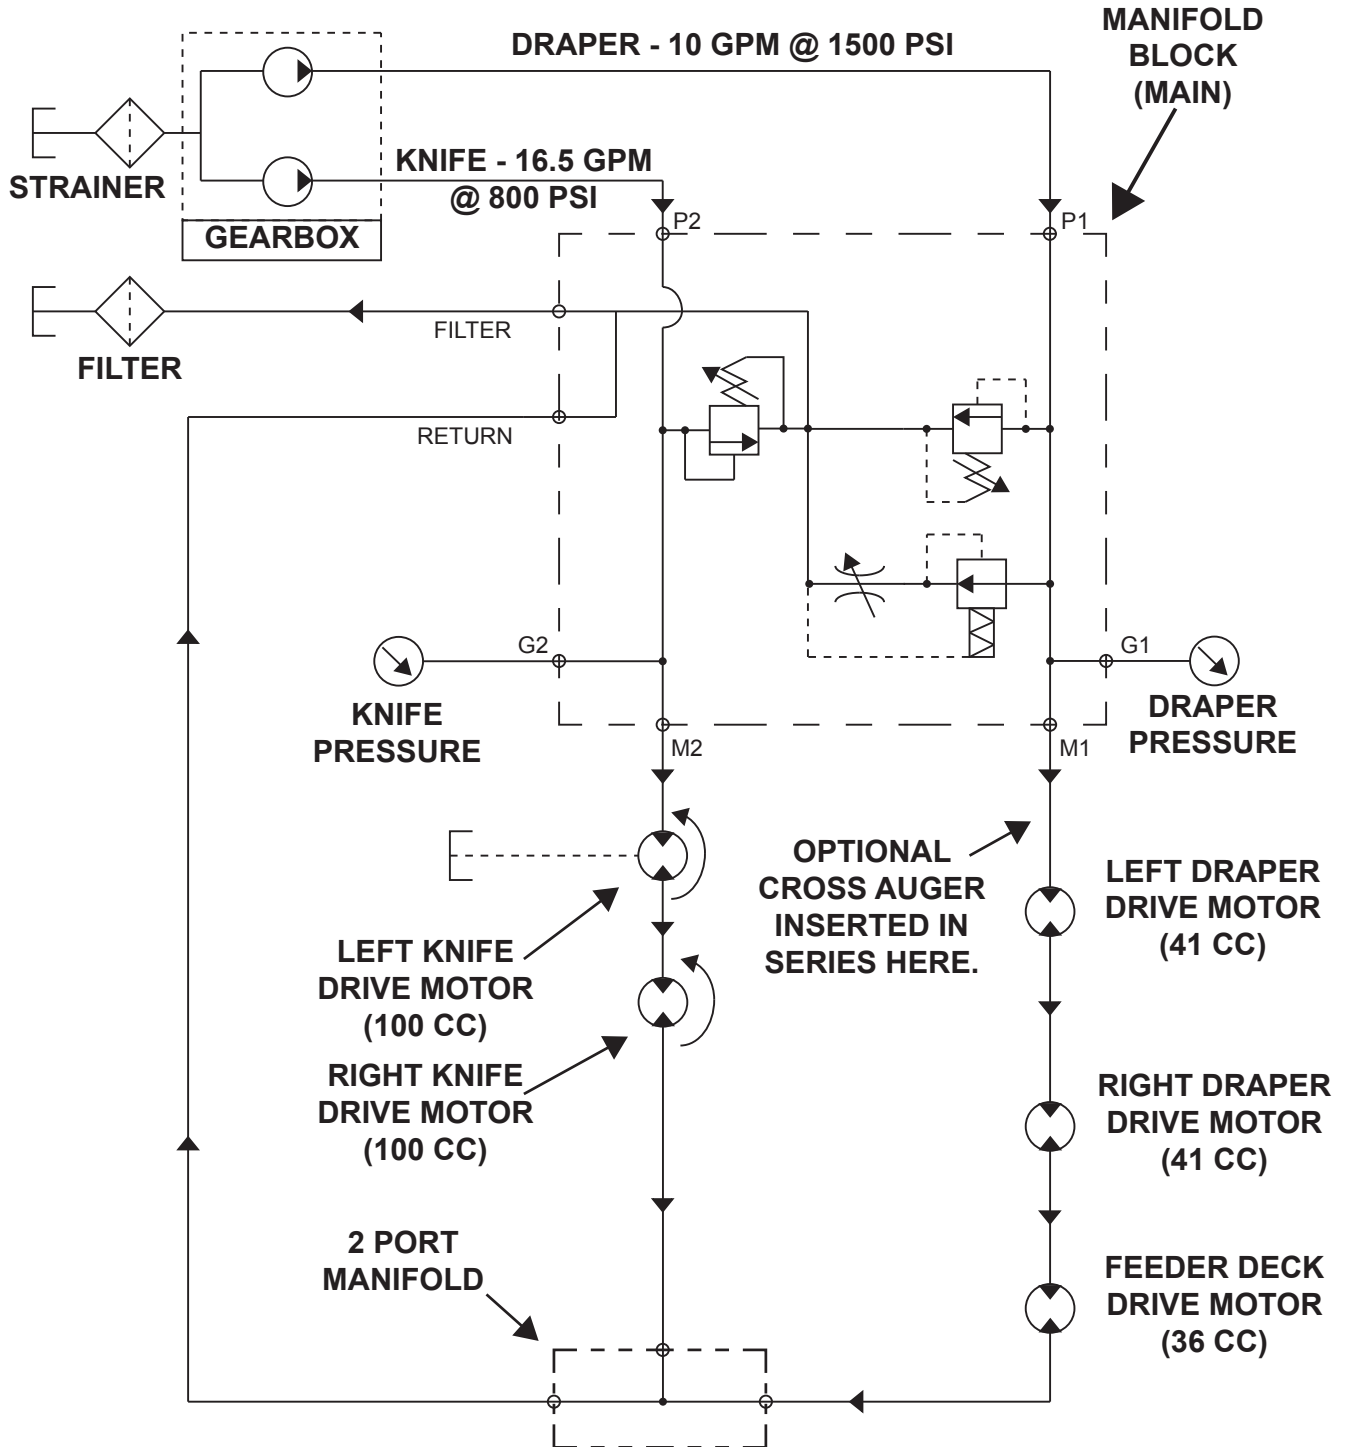 MANIFOLD
BLOCK
(MAIN)
DRAPER - 10 GPM @ 1500 PSI
KNIFE - 16.5 GPM
@ 800 PSI
STRAINER
GEARBOX
P2
P1
FILTER
FILTER
RETURN
G2
G1
KNIFE
PRESSURE
DRAPER
PRESSURE
M2
M1
OPTIONAL
CROSS AUGER
INSERTED IN
SERIES HERE.
LEFT DRAPER
DRIVE MOTOR
(41 CC)
LEFT KNIFE
DRIVE MOTOR
(100 CC)
RIGHT KNIFE
DRIVE MOTOR
(100 CC)
RIGHT DRAPER
DRIVE MOTOR
(41 CC)
2 PORT
MANIFOLD
FEEDER DECK
DRIVE MOTOR
(36 CC)